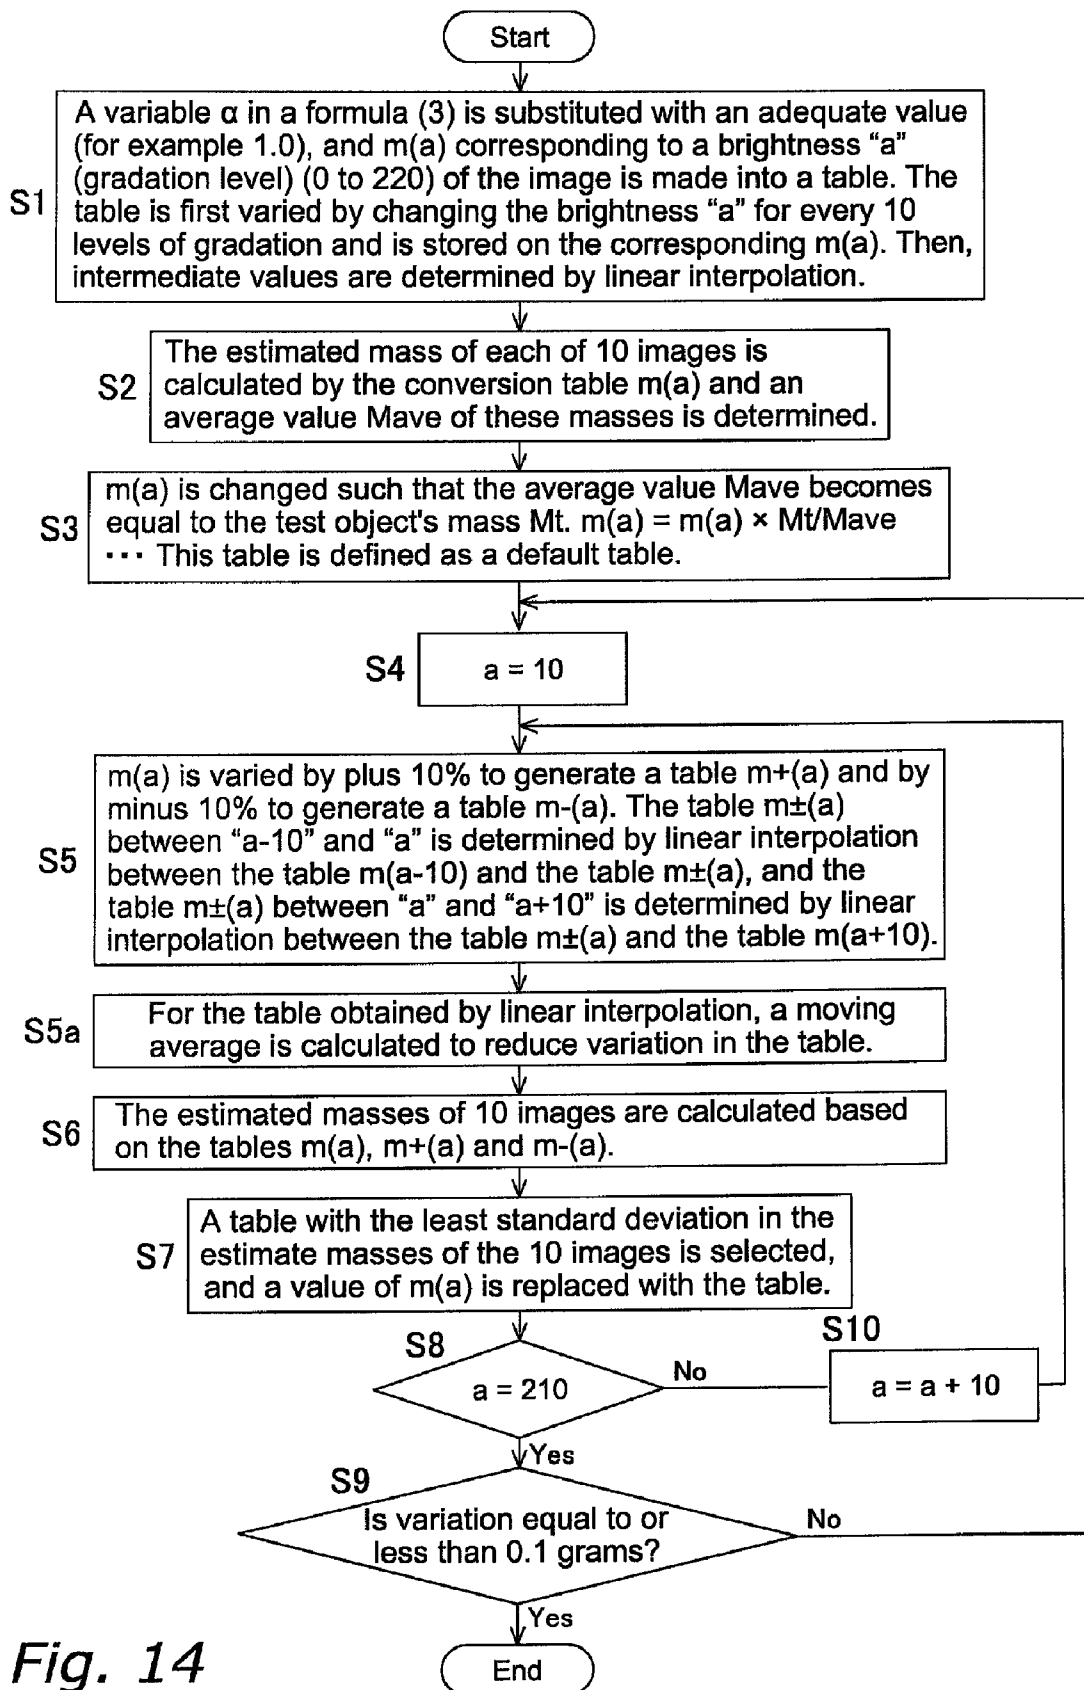 Start
S1
A variable α in a formula (3) is substituted with an adequate value
(for example 1.0), and m(a) corresponding to a brightness “a”
(gradation level) (0 to 220) of the image is made into a table. The
table is first varied by changing the brightness “a” for every 10
levels of gradation and is stored on the corresponding m(a). Then,
intermediate values are determined by linear interpolation.
S2
The estimated mass of each of 10 images is
calculated by the conversion table m(a) and an
average value Mave of these masses is determined.
S3
m(a) is changed such that the average value Mave becomes
equal to the test object's mass Mt. m(a) = m(a) × Mt/Mave
··· This table is defined as a default table.
S4
a = 10
S5
m(a) is varied by plus 10% to generate a table m+(a) and by
minus 10% to generate a table m-(a). The table m±(a)
between “a-10” and “a” is determined by linear interpolation
between the table m(a-10) and the table m±(a), and the
table m±(a) between “a” and “a+10” is determined by linear
interpolation between the table m±(a) and the table m(a+10).
S5a
For the table obtained by linear interpolation, a moving
average is calculated to reduce variation in the table.
S6
The estimated masses of 10 images are calculated based
on the tables m(a), m+(a) and m-(a).
S7
A table with the least standard deviation in the
estimate masses of the 10 images is selected,
and a value of m(a) is replaced with the table.
S8
a = 210
No
S10
a = a + 10
Yes
S9
Is variation equal to or
less than 0.1 grams?
No
Yes
End
Fig. 14